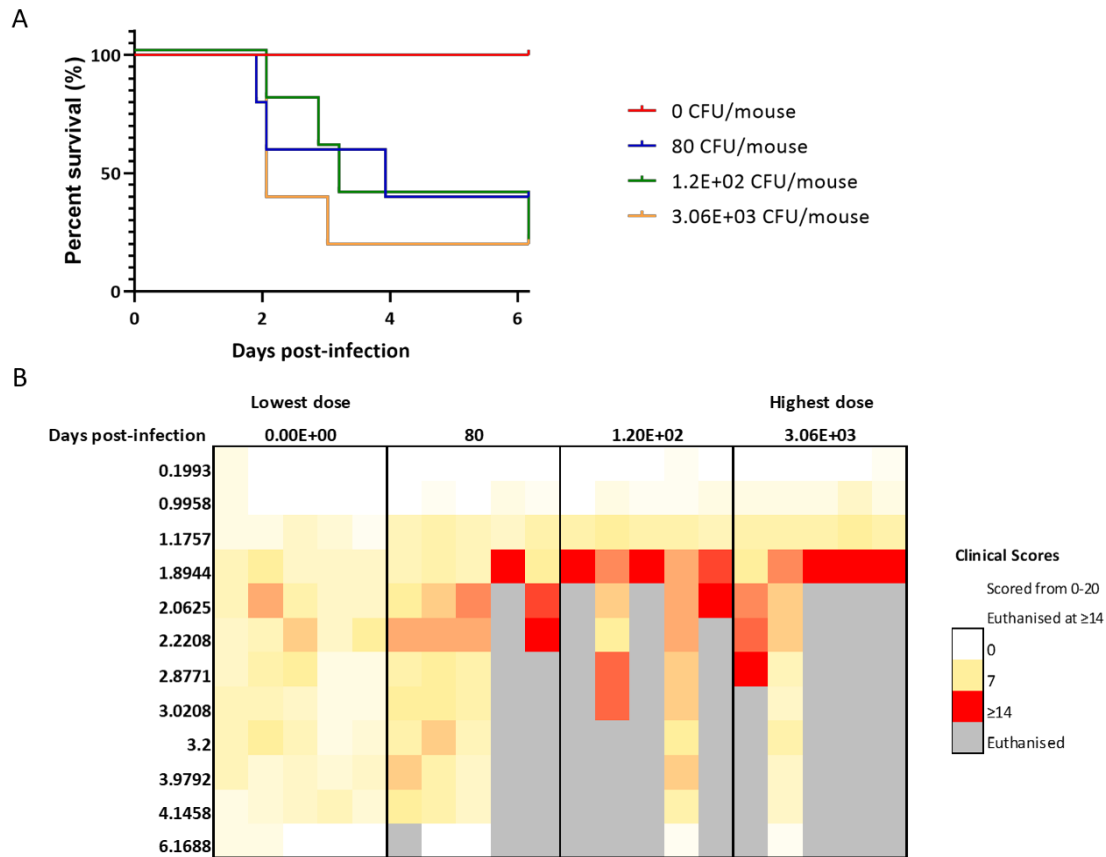 A
Percent survival (%)
100
50
0
0 2 4 6
Days post-infection
0 CFU/mouse
80 CFU/mouse
1.2E+02 CFU/mouse
3.06E+03 CFU/mouse
B
Lowest dose Highest dose
Days post-infection 0.00E+00 80 1.20E+02 3.06E+03
0.1993
0.9958
1.1757
1.8944
2.0625
2.2208
2.8771
3.0208
3.2
3.9792
4.1458
6.1688
Clinical Scores
Scored from 0-20
Euthanised at ≥14
0
7
≥14
Euthanised